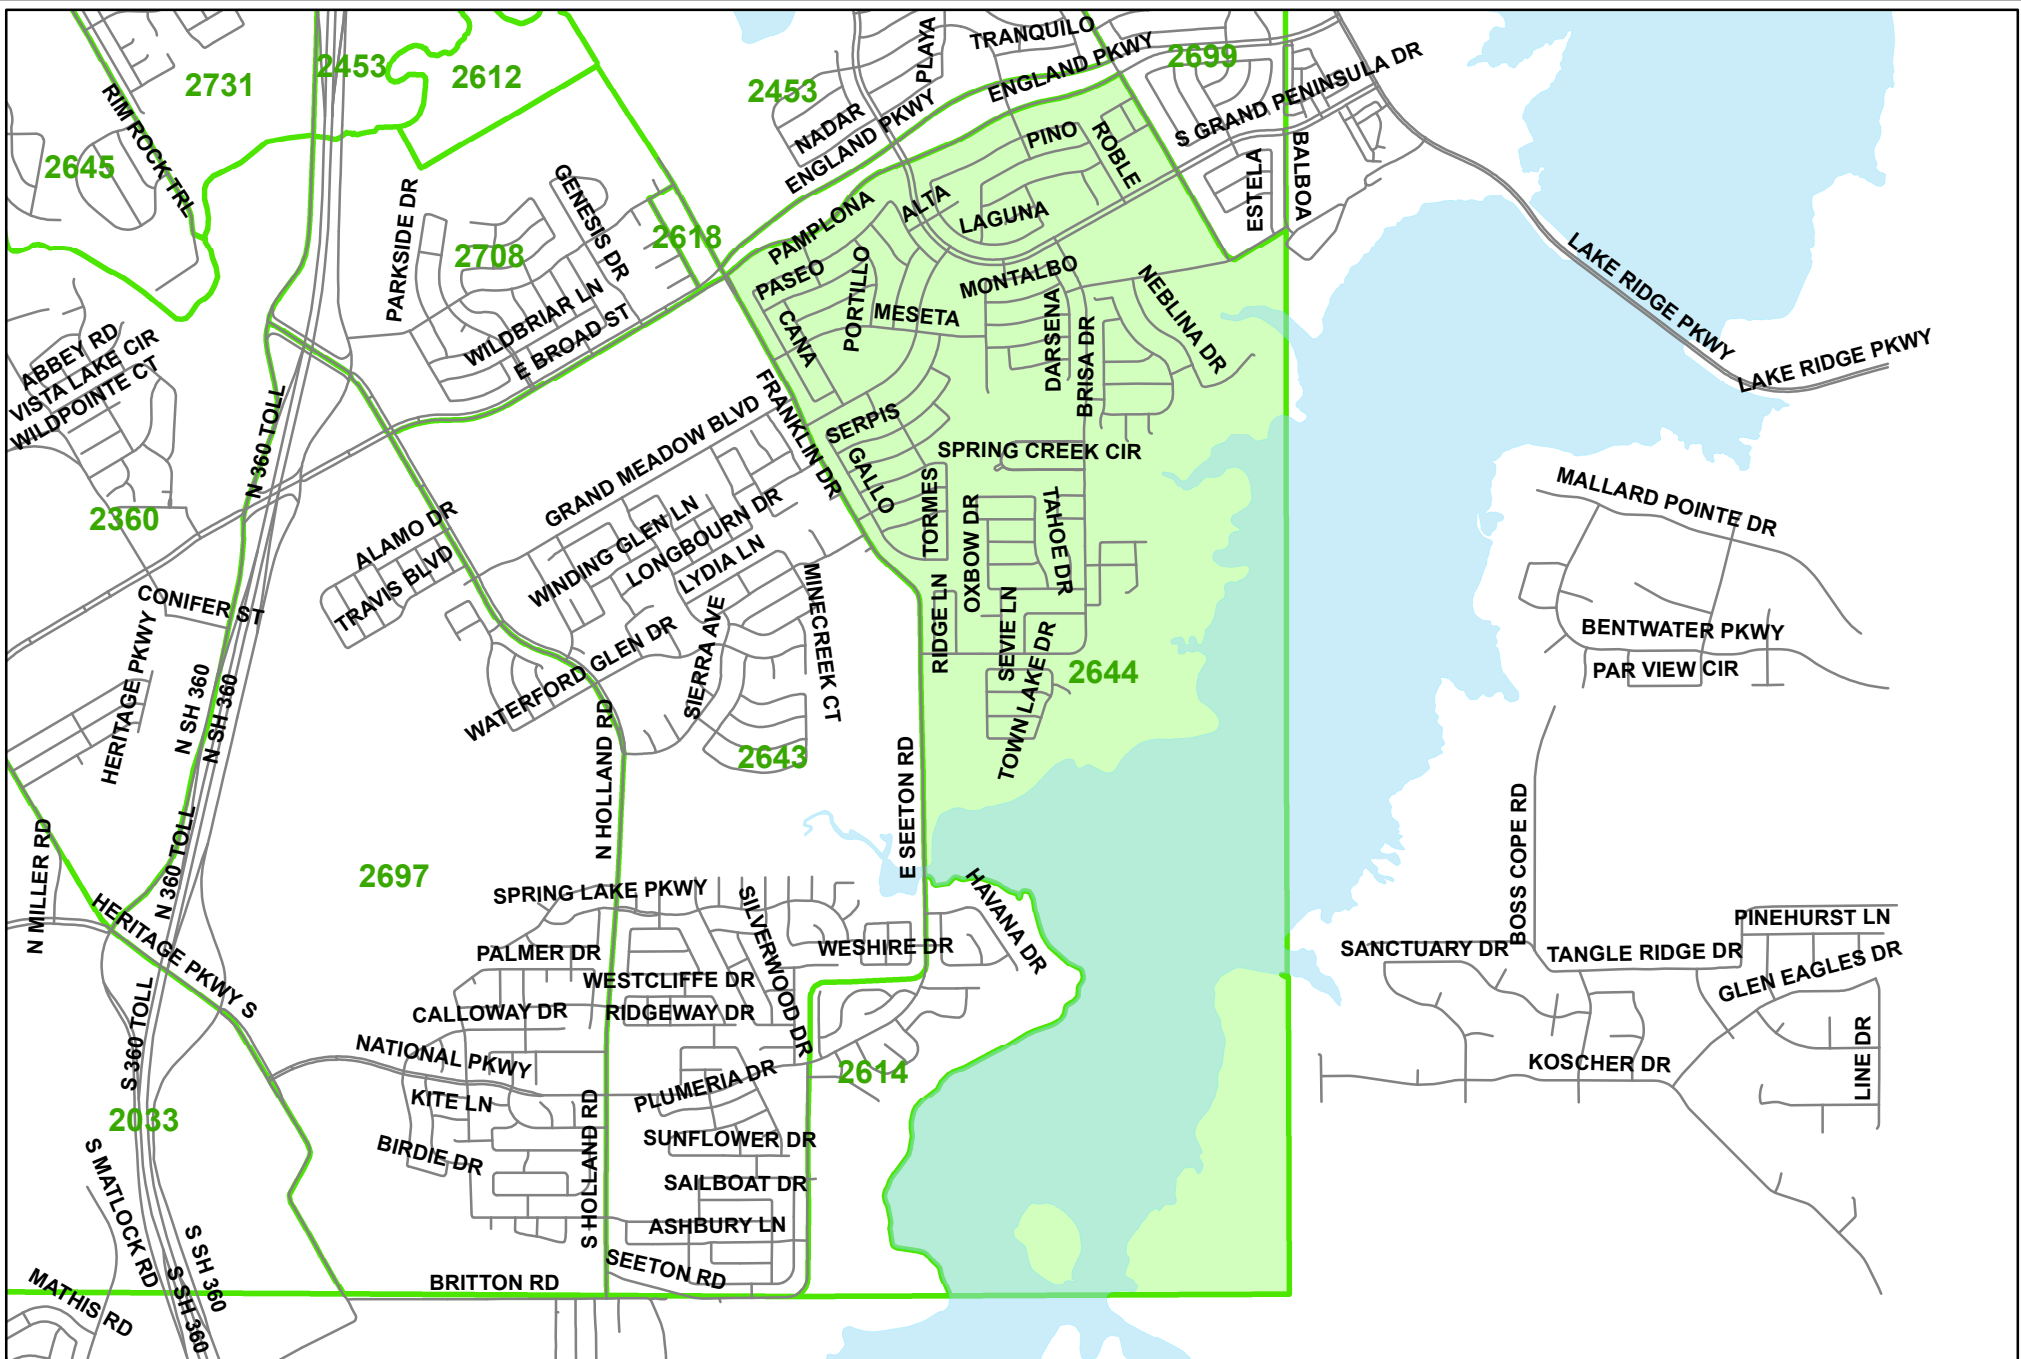 TRANQUILO
PLAYA
ENGLAND PKWY
2699
2453
2612
2731
2453
S GRAND PENINSULA DR
RIM ROCK TRL
NADAR
ENGLAND PKWY
PINO
ROBLE
2645
BALBOA
ESTELA
GENESIS DR
PARKSIDE DR
ALTA
LAGUNA
PAMPLONA
2618
2708
LAKE RIDGE PKWY
PASEO
PORTILLO
MONTALBO
NEBLINA DR
MESETA
WILDBRIAR LN
E BROAD ST
CANA
DARSENA
BRISA DR
ABBEY RD
VISTA LAKE CIR
WILDPOINTE CT
LAKE RIDGE PKWY
N 360 TOLL
FRANKLIN DR
GRAND MEADOW BLVD
SERPIS
GALLO
SPRING CREEK CIR
MALLARD POINTE DR
TORMES
OXBOW DR
TAHOE DR
2360
ALAMO DR
TRAVIS BLVD
WINDING GLEN LN
LONGBOURN DR
LYDIA LN
MINECREEK CT
CONIFER ST
HERITAGE PKWY
RIDGE LN
SEVIE LN
TOWN LAKE DR
2644
BENTWATER PKWY
PAR VIEW CIR
SIERRA AVE
WATERFORD GLEN DR
N SH 360
N SH 360
N HOLLAND RD
2643
E SEETON RD
BOSS COPE RD
N MILLER RD
N 360 TOLL
2697
SPRING LAKE PKWY
SILVERWOOD DR
HAVANA DR
HERITAGE PKWY S
PALMER DR
WESHIRE DR
PINEHURST LN
SANCTUARY DR
TANGLE RIDGE DR
GLEN EAGLES DR
WESTCLIFFE DR
CALLOWAY DR
RIDGEWAY DR
S 360 TOLL
NATIONAL PKWY
2614
KOSCHER DR
LINE DR
KITE LN
PLUMERIA DR
2033
BIRDIE DR
S HOLLAND RD
SUNFLOWER DR
S MATLOCK RD
SAILBOAT DR
ASHBURY LN
S SH 360
S SH 360
SEETON RD
BRITTON RD
MATHIS RD